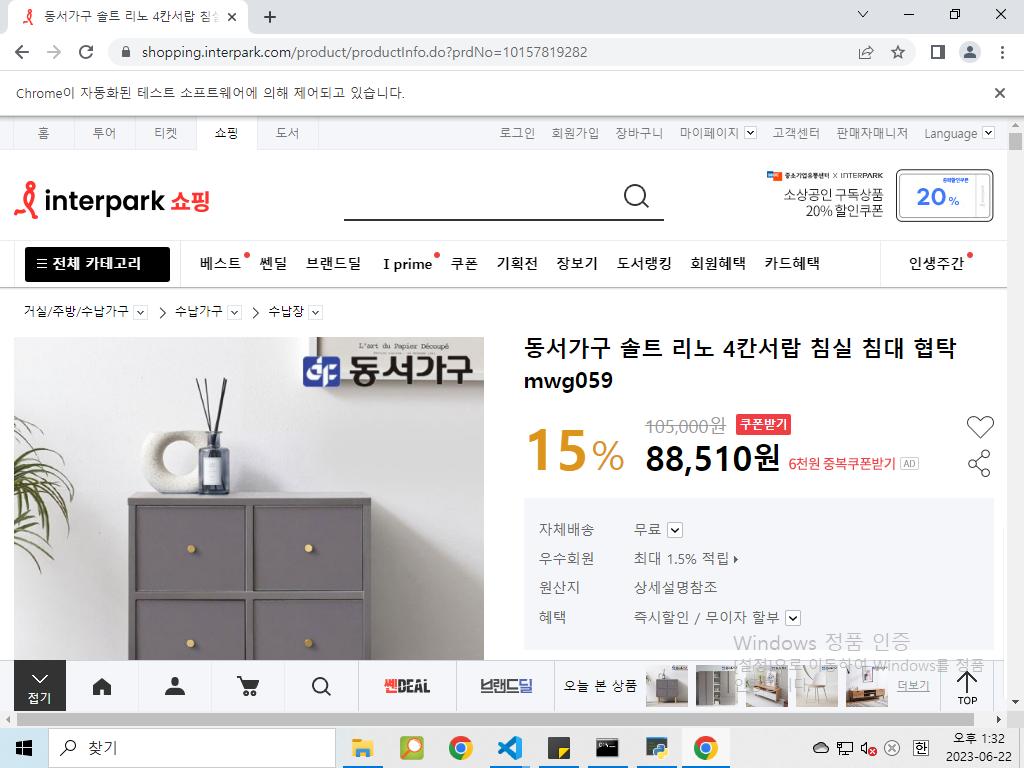 동서가구 솔트 리노 4칸서랍 침실
shopping.interpark.com/product/productInfo.do?prdNo=10157819282
Chrome이 자동화된 테스트 소프트웨어에 의해 제어되고 있습니다.
홈 투어 티켓 쇼핑 도서 로그인 회원가입 장바구니 마이페이지 고객센터 판매자매니저 Language
interpark 쇼핑
중소기업유통센터 X INTERPARK
소상공인 구독상품
20% 할인쿠폰
20%
전체 카테고리 베스트 쎈딜 브랜드딜 I prime 쿠폰 기획전 장보기 도서랭킹 회원혜택 카드혜택 인생주간
거실/주방/수납가구 수납가구 수납장
L'art du Papier Découpé
동서가구
동서가구 솔트 리노 4칸서랍 침실 침대 협탁
mwg059
15%
105,000원 쿠폰받기
88,510원 6천원 중복쿠폰받기 AD
자체배송 무료
우수회원 최대 1.5% 적립
원산지 상세설명참조
혜택 즉시할인 / 무이자 할부
Windows 정품 인증
[설정]으로 이동하여 Windows를 정품
접기
쎈DEAL 브랜드딜 오늘 본 상품 더보기 TOP
찾기
한
오후 1:32
2023-06-22